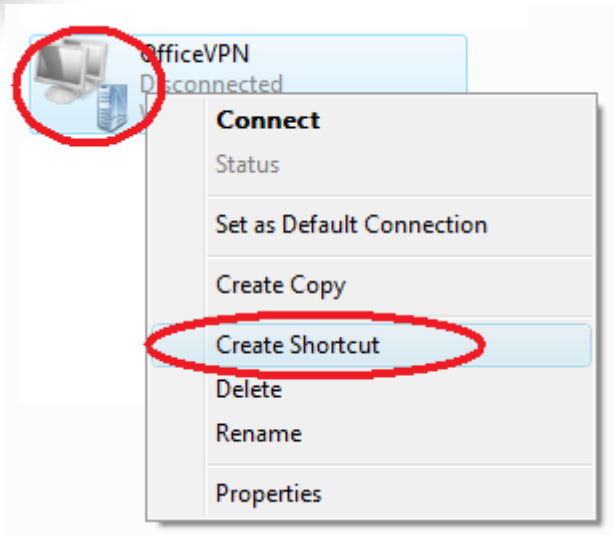 OfficeVPN
Disconnected
Connect
Status
Set as Default Connection
Create Copy
Create Shortcut
Delete
Rename
Properties